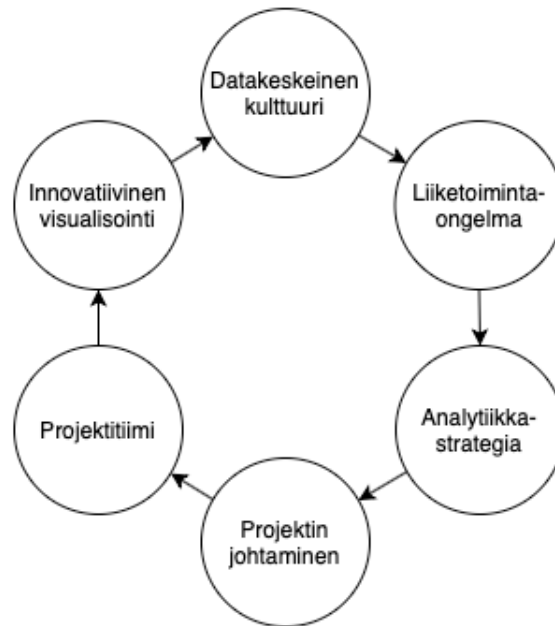 Datakeskeinen
kulttuuri
Liiketoiminta-
ongelma
Analytiikka-
strategia
Projektin
johtaminen
Projektitiimi
Innovatiivinen
visualisointi